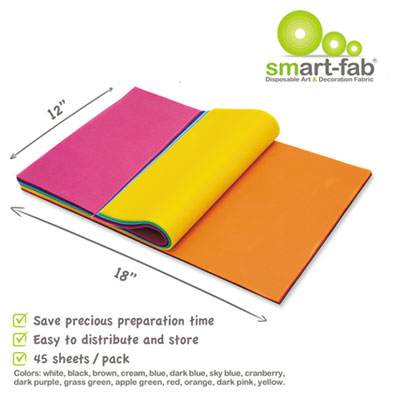 smart-fab®
Disposable Art & Decoration Fabric
12"
18"
Save precious preparation time
Easy to distribute and store
45 sheets / pack
Colors: white, black, brown, cream, blue, dark blue, sky blue, cranberry,
dark purple, grass green, apple green, red, orange, dark pink, yellow.